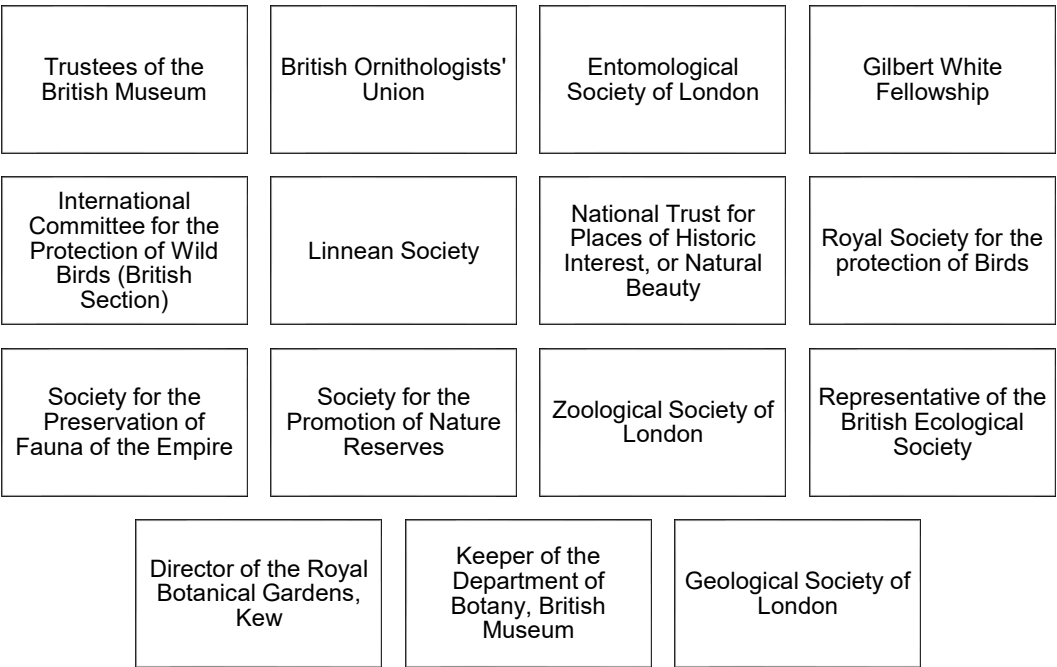 Trustees of the
British Museum
British Ornithologists'
Union
Entomological
Society of London
Gilbert White
Fellowship
International
Committee for the
Protection of Wild
Birds (British
Section)
Linnean Society
National Trust for
Places of Historic
Interest, or Natural
Beauty
Royal Society for the
protection of Birds
Society for the
Preservation of
Fauna of the Empire
Society for the
Promotion of Nature
Reserves
Zoological Society of
London
Representative of the
British Ecological
Society
Director of the Royal
Botanical Gardens,
Kew
Keeper of the
Department of
Botany, British
Museum
Geological Society of
London